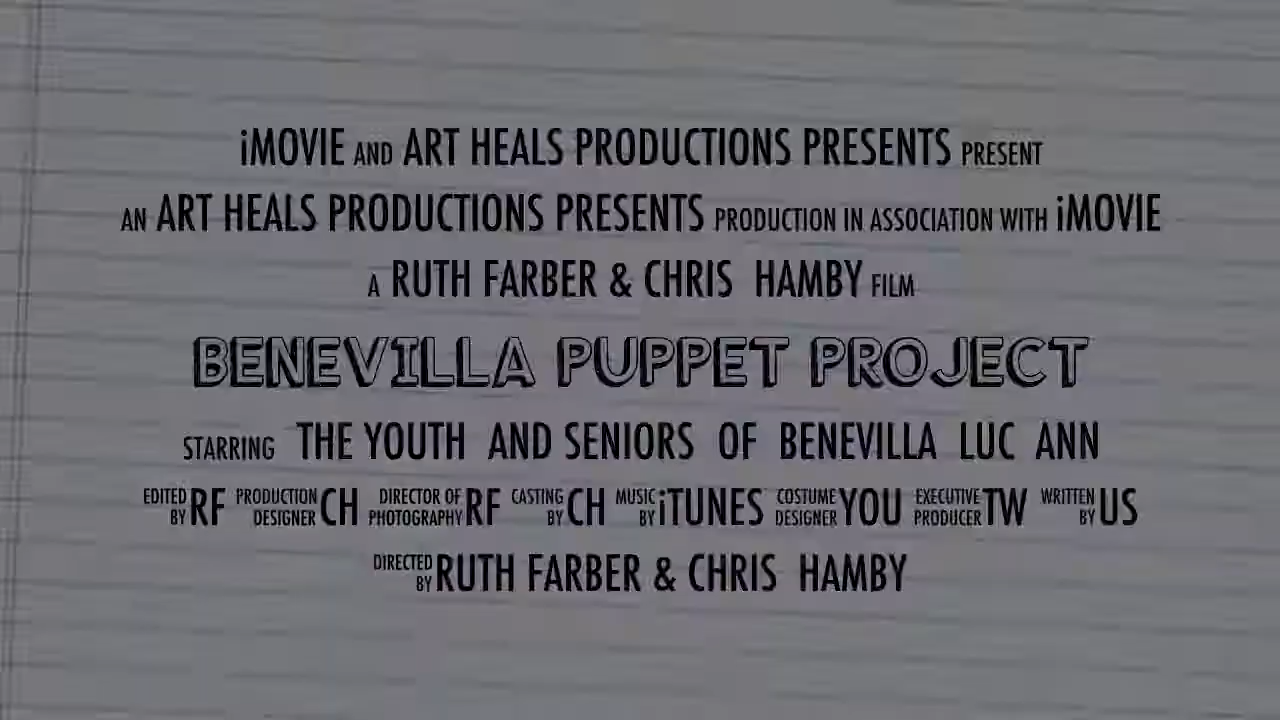 iMOVIE AND ART HEALS PRODUCTIONS PRESENTS PRESENT
AN ART HEALS PRODUCTIONS PRESENTS PRODUCTION IN ASSOCIATION WITH iMOVIE
A RUTH FARBER & CHRIS HAMBY FILM
BENEVILLA PUPPET PROJECT
STARRING THE YOUTH AND SENIORS OF BENEVILLA LUC ANN
EDITED BY RF PRODUCTION DESIGNER CH DIRECTOR OF PHOTOGRAPHY RF CASTING BY CH MUSIC BY iTUNES COSTUME DESIGNER YOU EXECUTIVE PRODUCER TW WRITTEN BY US
DIRECTED BY RUTH FARBER & CHRIS HAMBY